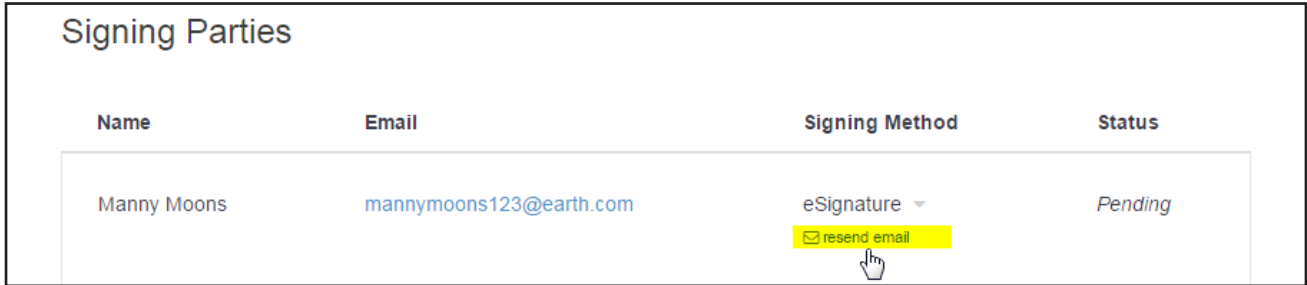 Signing Parties
Name Email Signing Method Status
Manny Moons mannymoons123@earth.com eSignature Pending
resend email